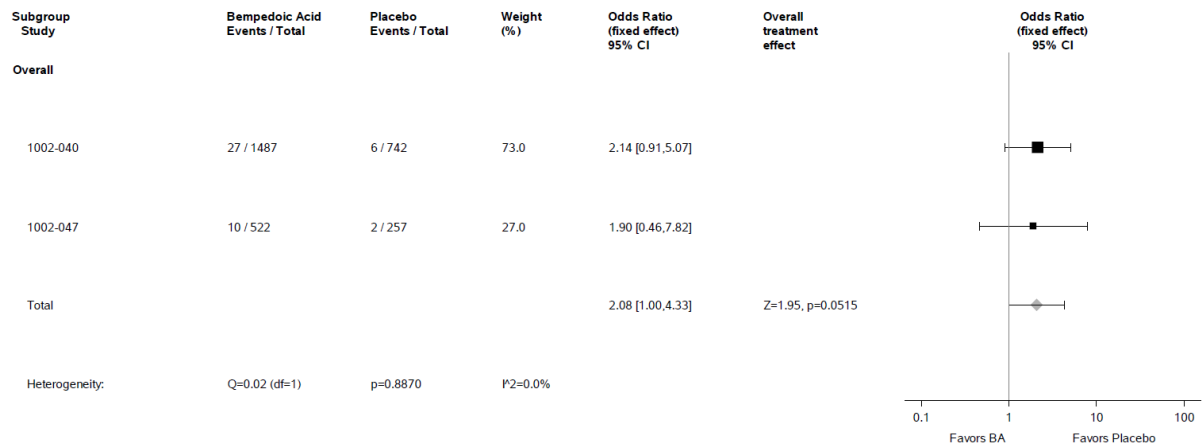 Subgroup Bempedoic Acid Placebo Weight Odds Ratio Overall Odds Ratio
Study Events / Total Events / Total (%) (fixed effect) treatment (fixed effect)
95% CI effect 95% CI
Overall
1002-040 27 / 1487 6 / 742 73.0 2.14 [0.91,5.07]
1002-047 10 / 522 2 / 257 27.0 1.90 [0.46,7.82]
Total 2.08 [1.00,4.33] Z=1.95, p=0.0515
Heterogeneity: Q=0.02 (df=1) p=0.8870 I^2=0.0%
0.1 1 10 100
Favors BA Favors Placebo